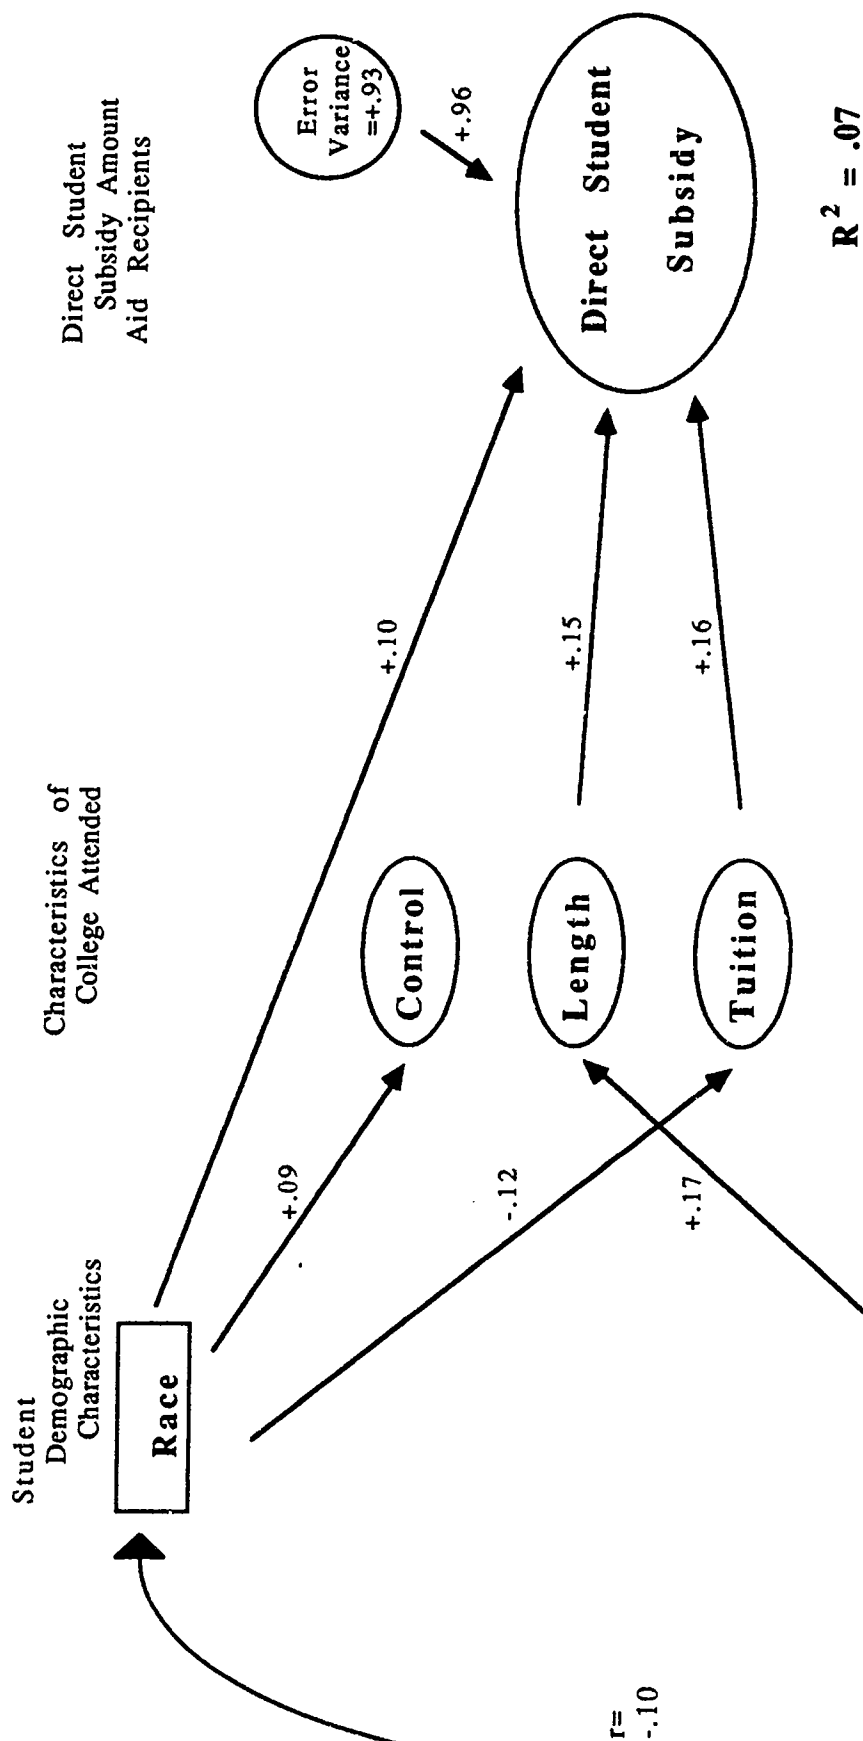 Student
Demographic
Characteristics
Characteristics of
College Attended
Direct Student
Subsidy Amount
Aid Recipients
Race
Control
Length
Tuition
Error
Variance
=+.93
+.96
Direct Student
Subsidy
+.10
+.09
-.12
+.17
+.15
+.16
r=
-.10
R² = .07